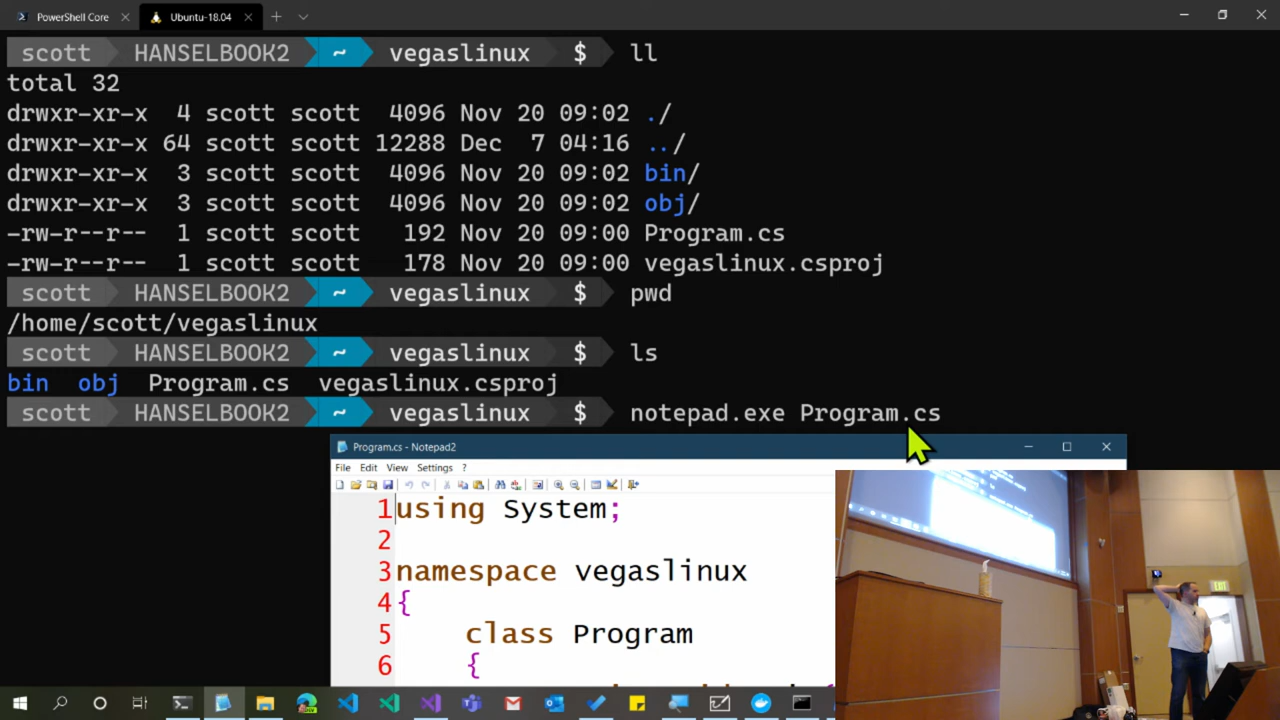 PowerShell Core
Ubuntu-18.04
scott HANSELBOOK2 ~ vegaslinux $ ll
total 32
drwxr-xr-x 4 scott scott 4096 Nov 20 09:02 ./
drwxr-xr-x 64 scott scott 12288 Dec 7 04:16 ../
drwxr-xr-x 3 scott scott 4096 Nov 20 09:02 bin/
drwxr-xr-x 3 scott scott 4096 Nov 20 09:02 obj/
-rw-r--r-- 1 scott scott 192 Nov 20 09:00 Program.cs
-rw-r--r-- 1 scott scott 178 Nov 20 09:00 vegaslinux.csproj
scott HANSELBOOK2 ~ vegaslinux $ pwd
/home/scott/vegaslinux
scott HANSELBOOK2 ~ vegaslinux $ ls
bin obj Program.cs vegaslinux.csproj
scott HANSELBOOK2 ~ vegaslinux $ notepad.exe Program.cs
Program.cs - Notepad2
File Edit View Settings ?
1 using System;
2
3 namespace vegaslinux
4 {
5 class Program
6 {
EXIT